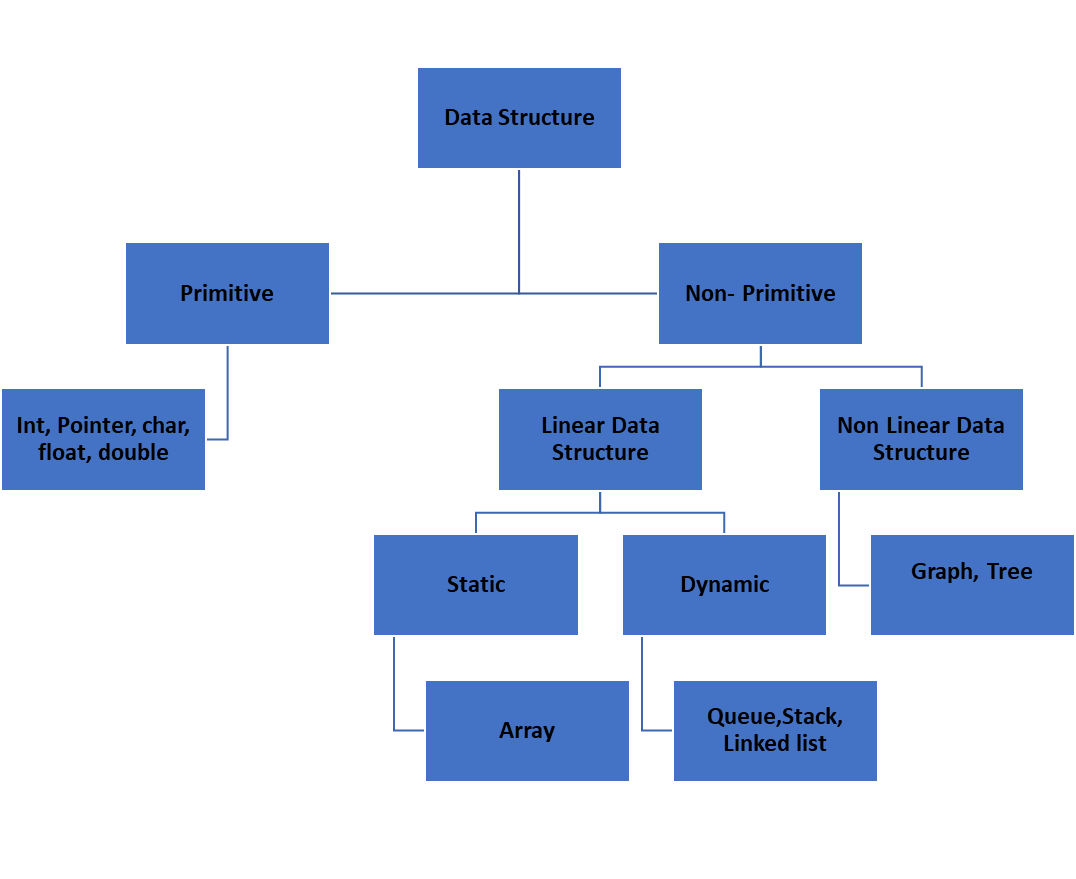 Data Structure
Primitive
Non- Primitive
Int, Pointer, char,
float, double
Linear Data
Structure
Non Linear Data
Structure
Static
Dynamic
Graph, Tree
Array
Queue,Stack,
Linked list